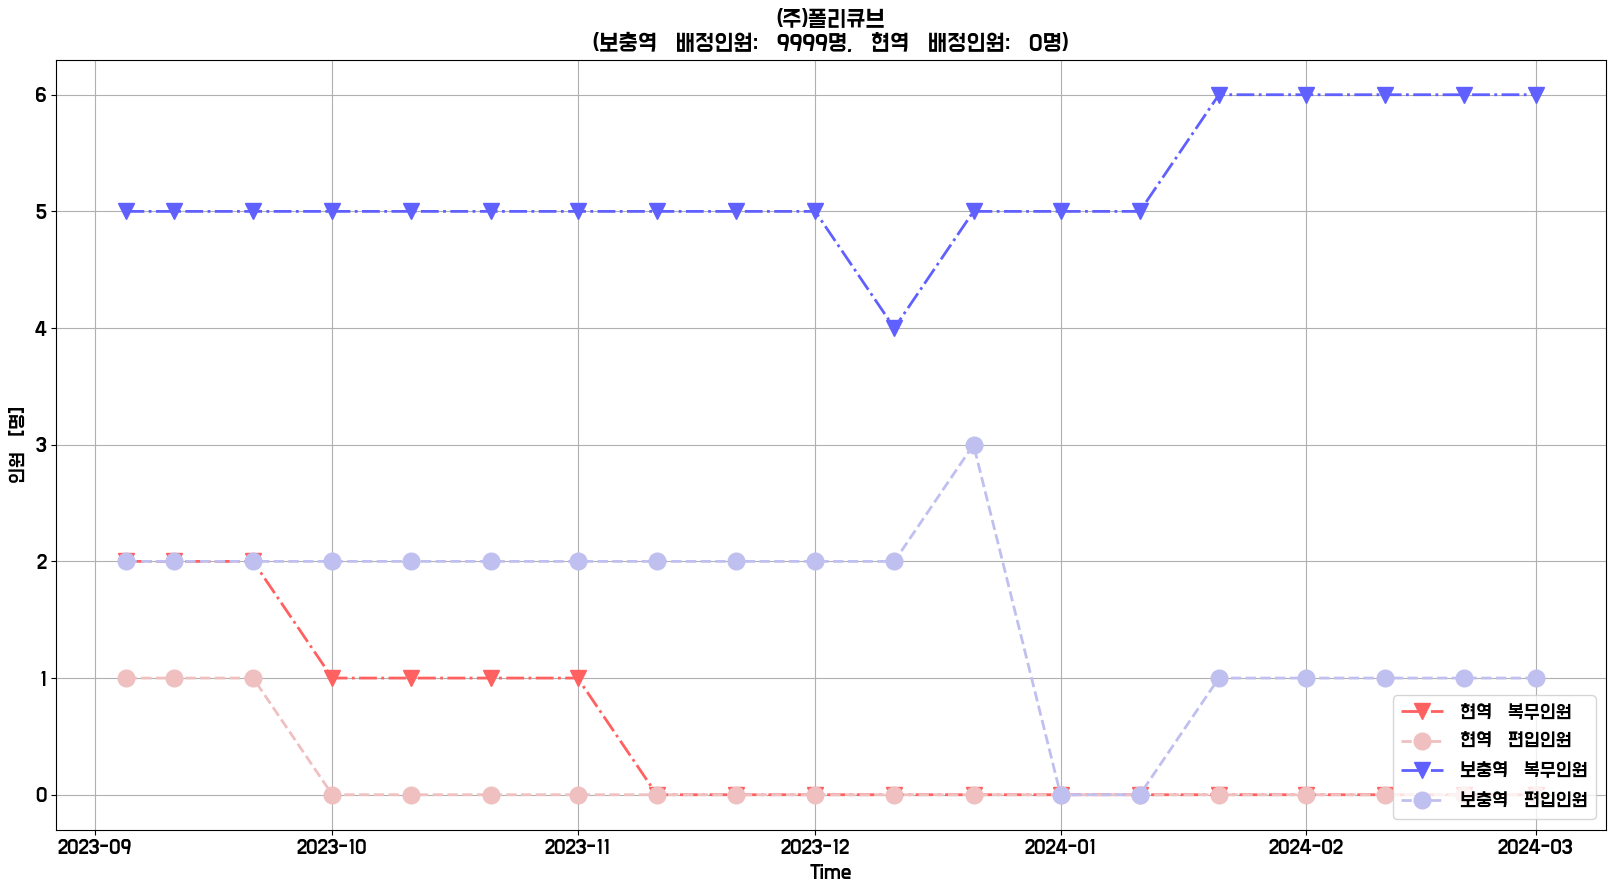 (주)폴리큐브
(보충역 배정인원: 9999명, 현역 배정인원: 0명)
6
5
4
3
2
1
0
인원 [명]
2023-09 2023-10 2023-11 2023-12 2024-01 2024-02 2024-03
Time
현역 복무인원
현역 편입인원
보충역 복무인원
보충역 편입인원